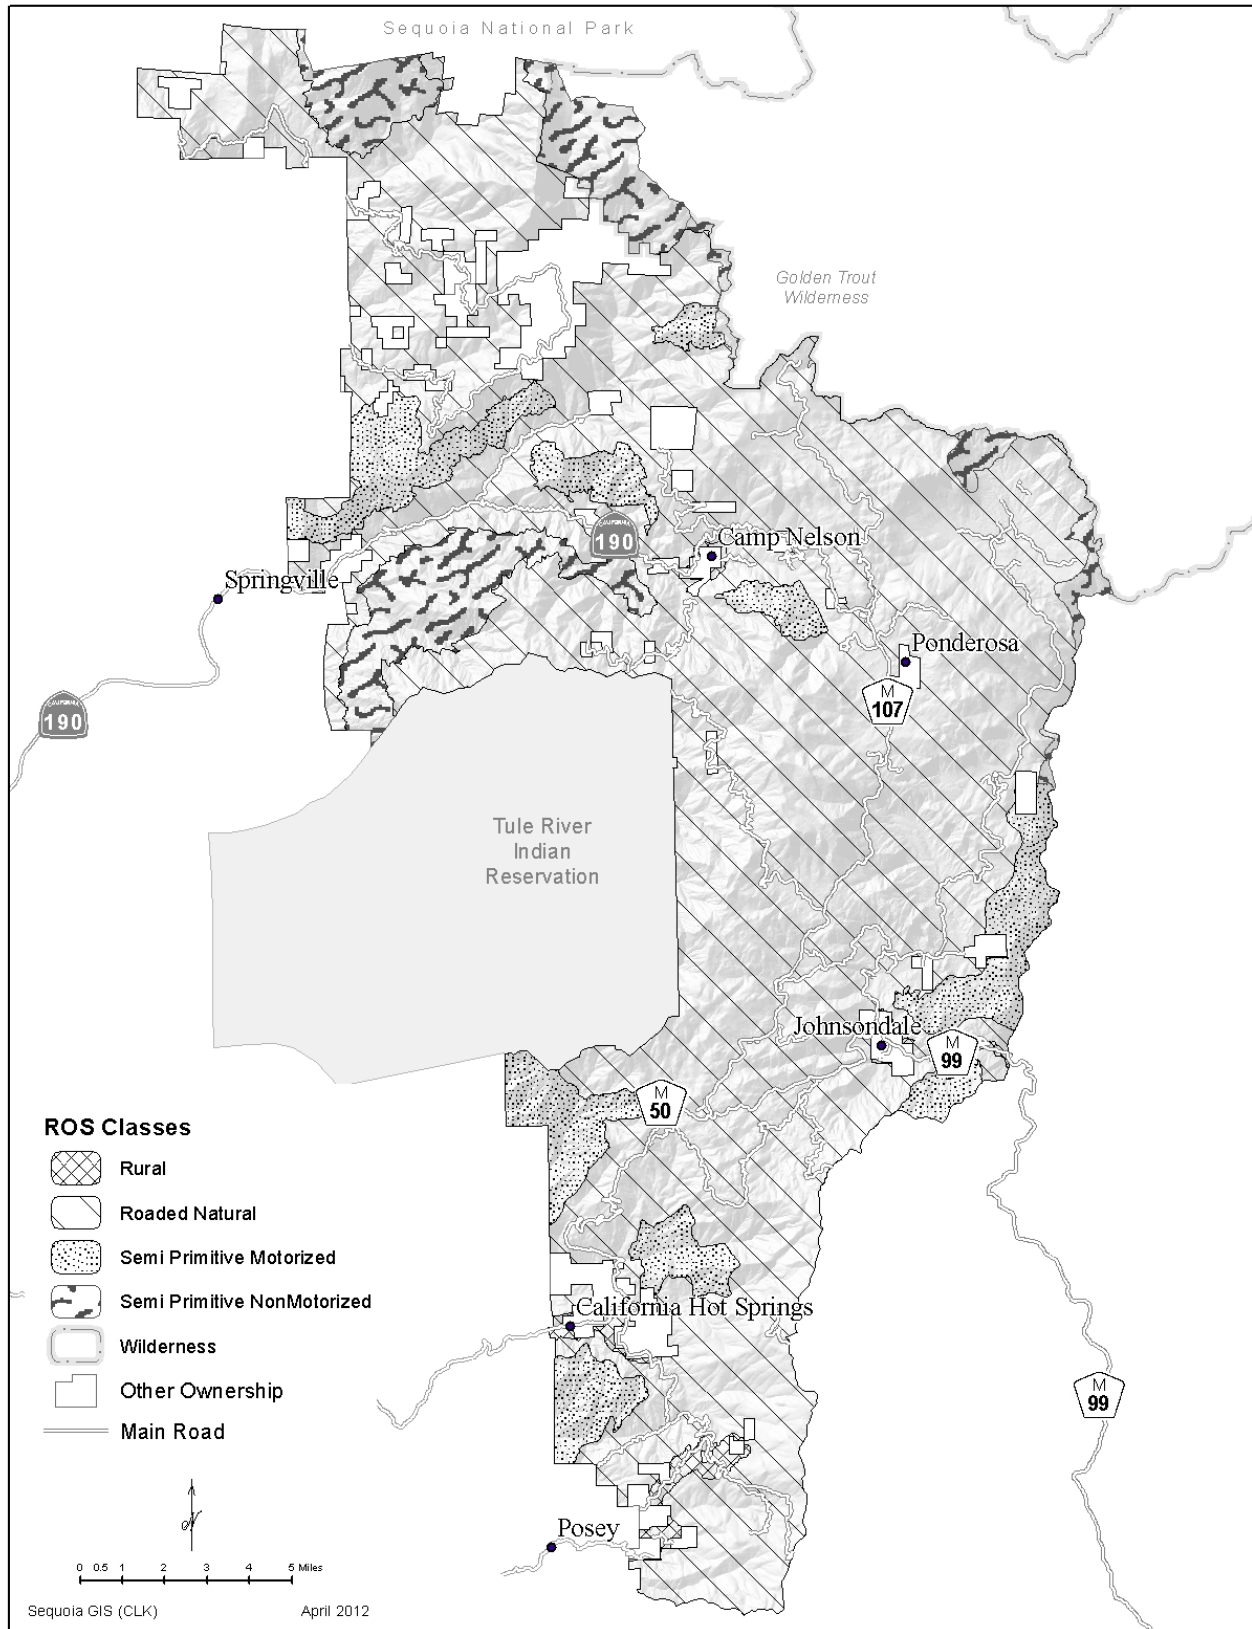 Sequoia National Park
Golden Trout
Wilderness
CALIFORNIA
190
Camp Nelson
Springville
Ponderosa
M
107
CALIFORNIA
190
Tule River
Indian
Reservation
Johnsondale
M
99
M
50
ROS Classes
Rural
Roaded Natural
Semi Primitive Motorized
Semi Primitive NonMotorized
Wilderness
Other Ownership
Main Road
California Hot Springs
M
99
Posey
N
0 0.5 1 2 3 4 5 Miles
Sequoia GIS (CLK) April 2012